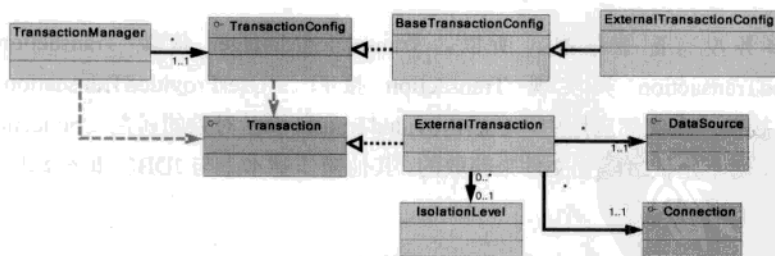 TransactionManager
TransactionConfig
BaseTransactionConfig
ExternalTransactionConfig
*
1..1
Transaction
ExternalTransaction
DataSource
*
1..1
0..*
0..1
*
1..1
IsolationLevel
Connection